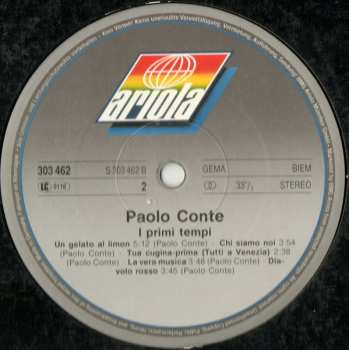 ariola
303 462
S 303 462 B
GEMA
BIEM
LC
2
33⅓
STEREO
Paolo Conte
I primi tempi
Un gelato al limon 5:12 (Paolo Conte) · Chi siamo noi 3:54
(Paolo Conte) · Tua cugina prima (Tutti a Venezia) 2:38
(Paolo Conte) · La vera musica 3:48 (Paolo Conte) · Dia-
volo rosso 3:45 (Paolo Conte)